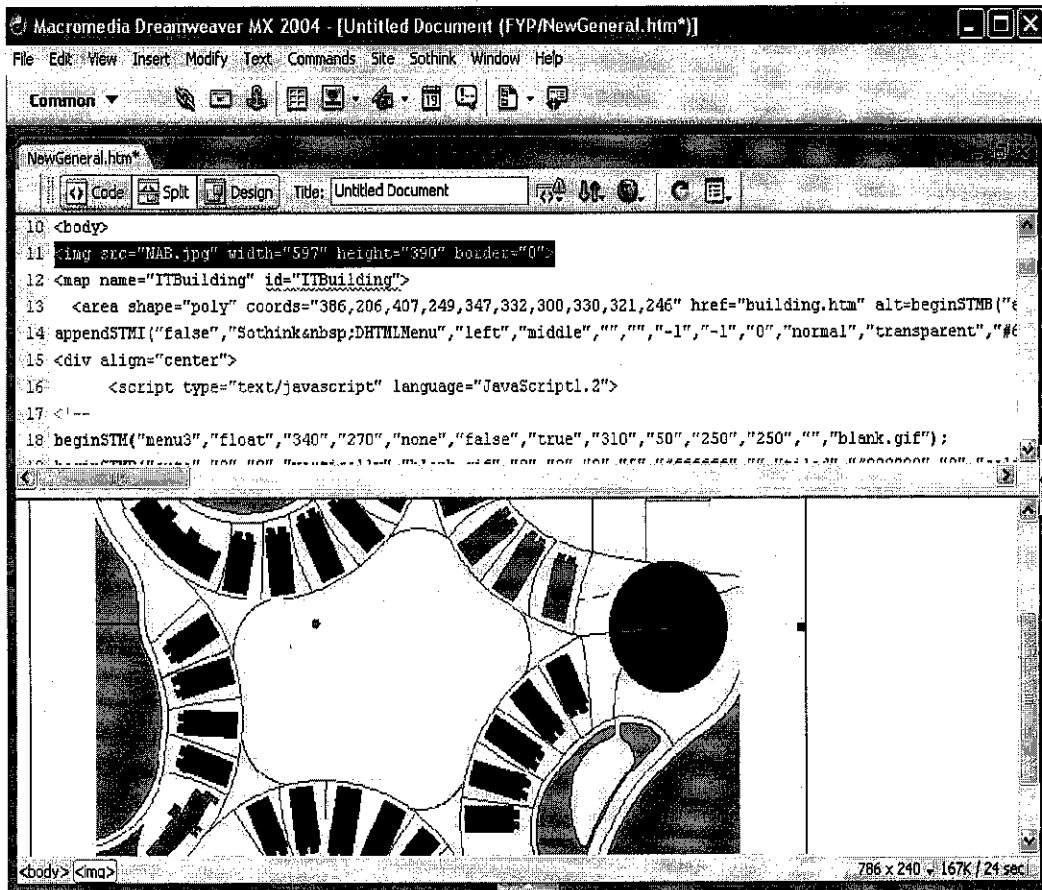 Macromedia Dreamweaver MX 2004 - [Untitled Document (FYP/NewGeneral.htm*)]
File Edit View Insert Modify Text Commands Site Sothink Window Help
Common
NewGeneral.htm*
Code Split Design Title: Untitled Document
10 <body>
11 <img src="NAB.jpg" width="597" height="390" border="0">
12 <map name="ITBuilding" id="ITBuilding">
13 <area shape="poly" coords="386,206,407,249,347,332,300,330,321,246" href="building.htm" alt=beginSTMB("
14 appendSTMI("false","Sothink&nbsp;DHTMLMenu","left","middle","","","-1","-1","0","normal","transparent","#6
15 <div align="center">
16 <script type="text/javascript" language="JavaScript1.2">
17 <!--
18 beginSTM("menu3","float","340","270","none","false","true","310","50","250","250","","blank.gif");
<body> <img> 786 x 240 167K / 24 sec